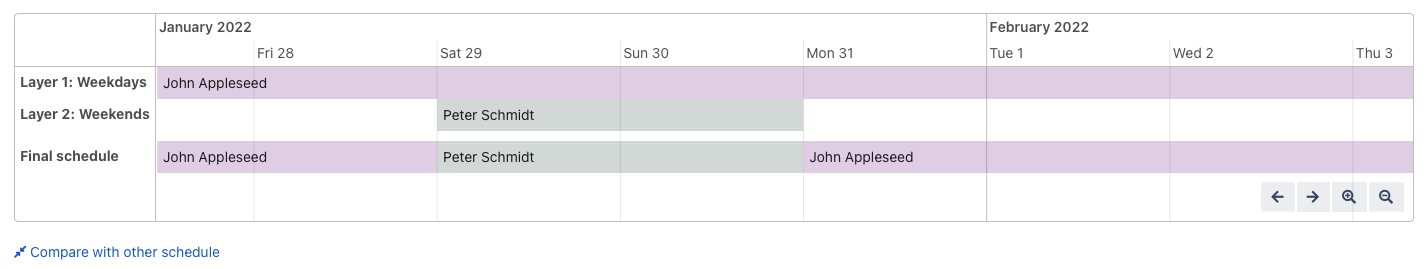 January 2022 February 2022
Fri 28 Sat 29 Sun 30 Mon 31 Tue 1 Wed 2 Thu 3
Layer 1: Weekdays John Appleseed
Layer 2: Weekends Peter Schmidt
Final schedule John Appleseed Peter Schmidt John Appleseed
Compare with other schedule